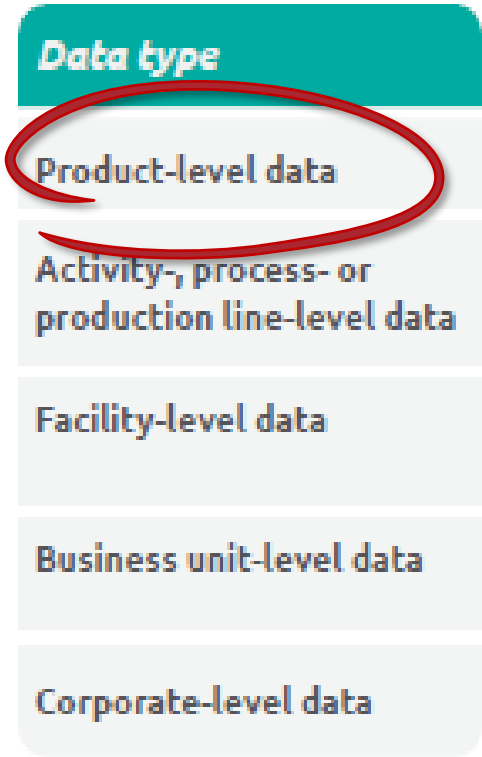 Data type
Product-level data
Activity-, process- or
production line-level data
Facility-level data
Business unit-level data
Corporate-level data